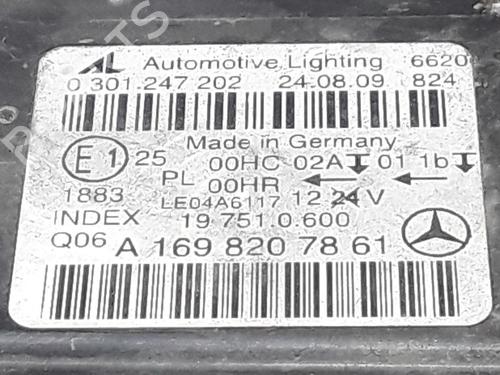 AL Automotive Lighting 6620
0 301 247 202 24.08.09 824
Made in Germany
E1 25 00HC 02A 01 1b
PL 00HR
1883 LE04A6117 12 24 V
INDEX 19 751 0 600
Q06 A 169 820 78 61